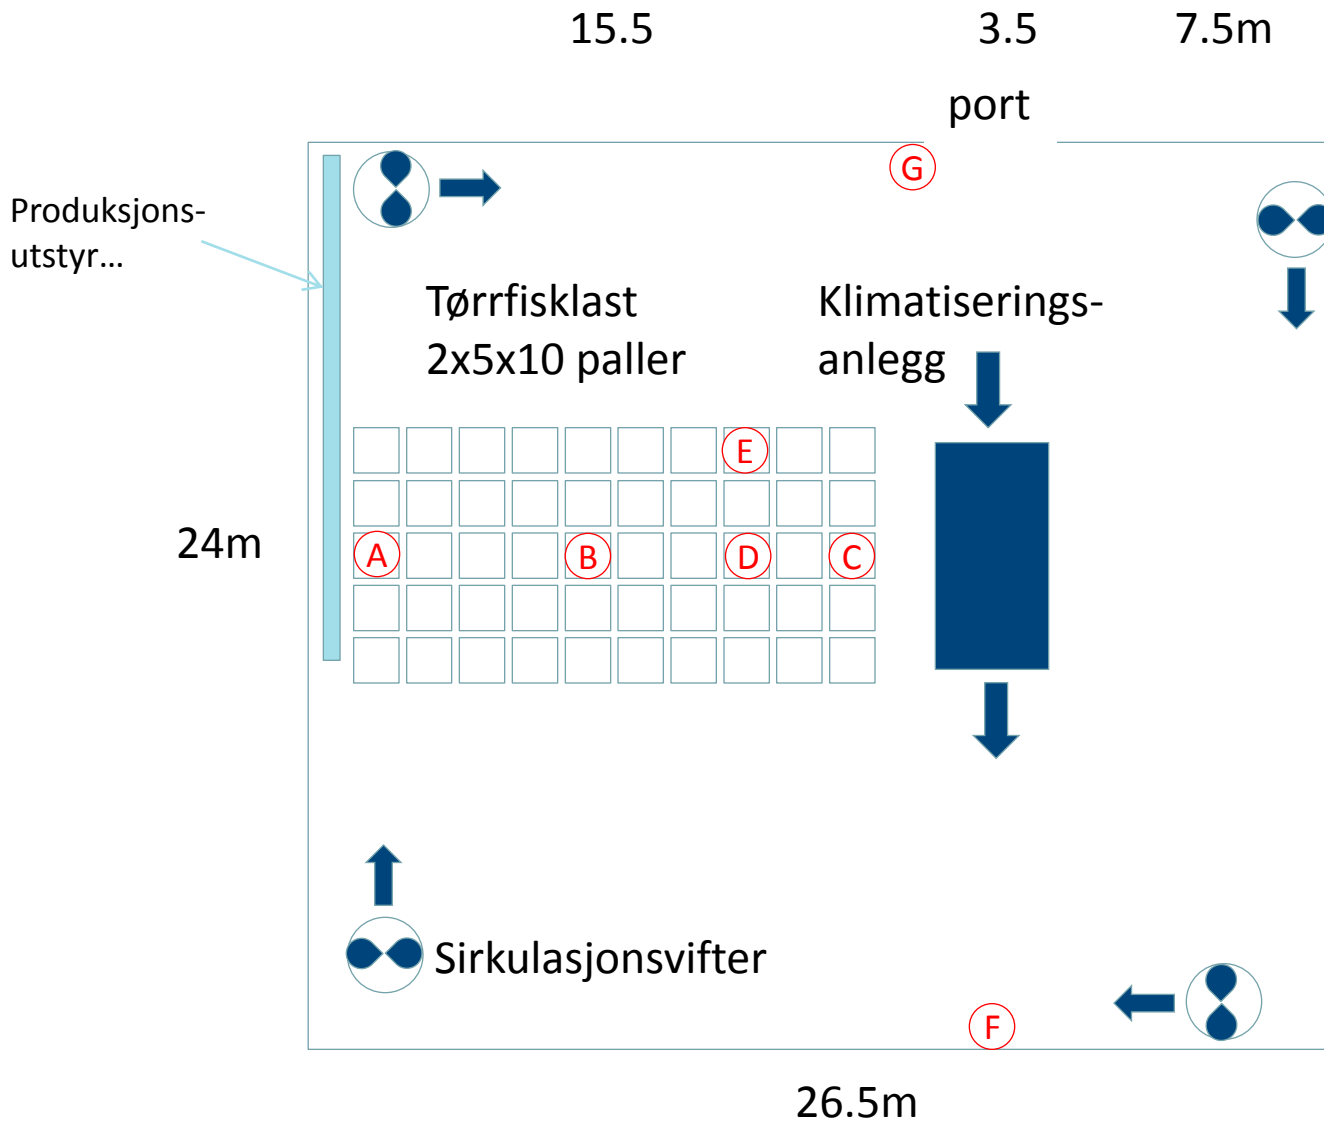 15.5 3.5 7.5m
port
G
Produksjons-
utstyr...
Tørrfisklast
2x5x10 paller
Klimatiserings-
anlegg
E
24m
A B D C
Sirkulasjonsvifter
F
26.5m